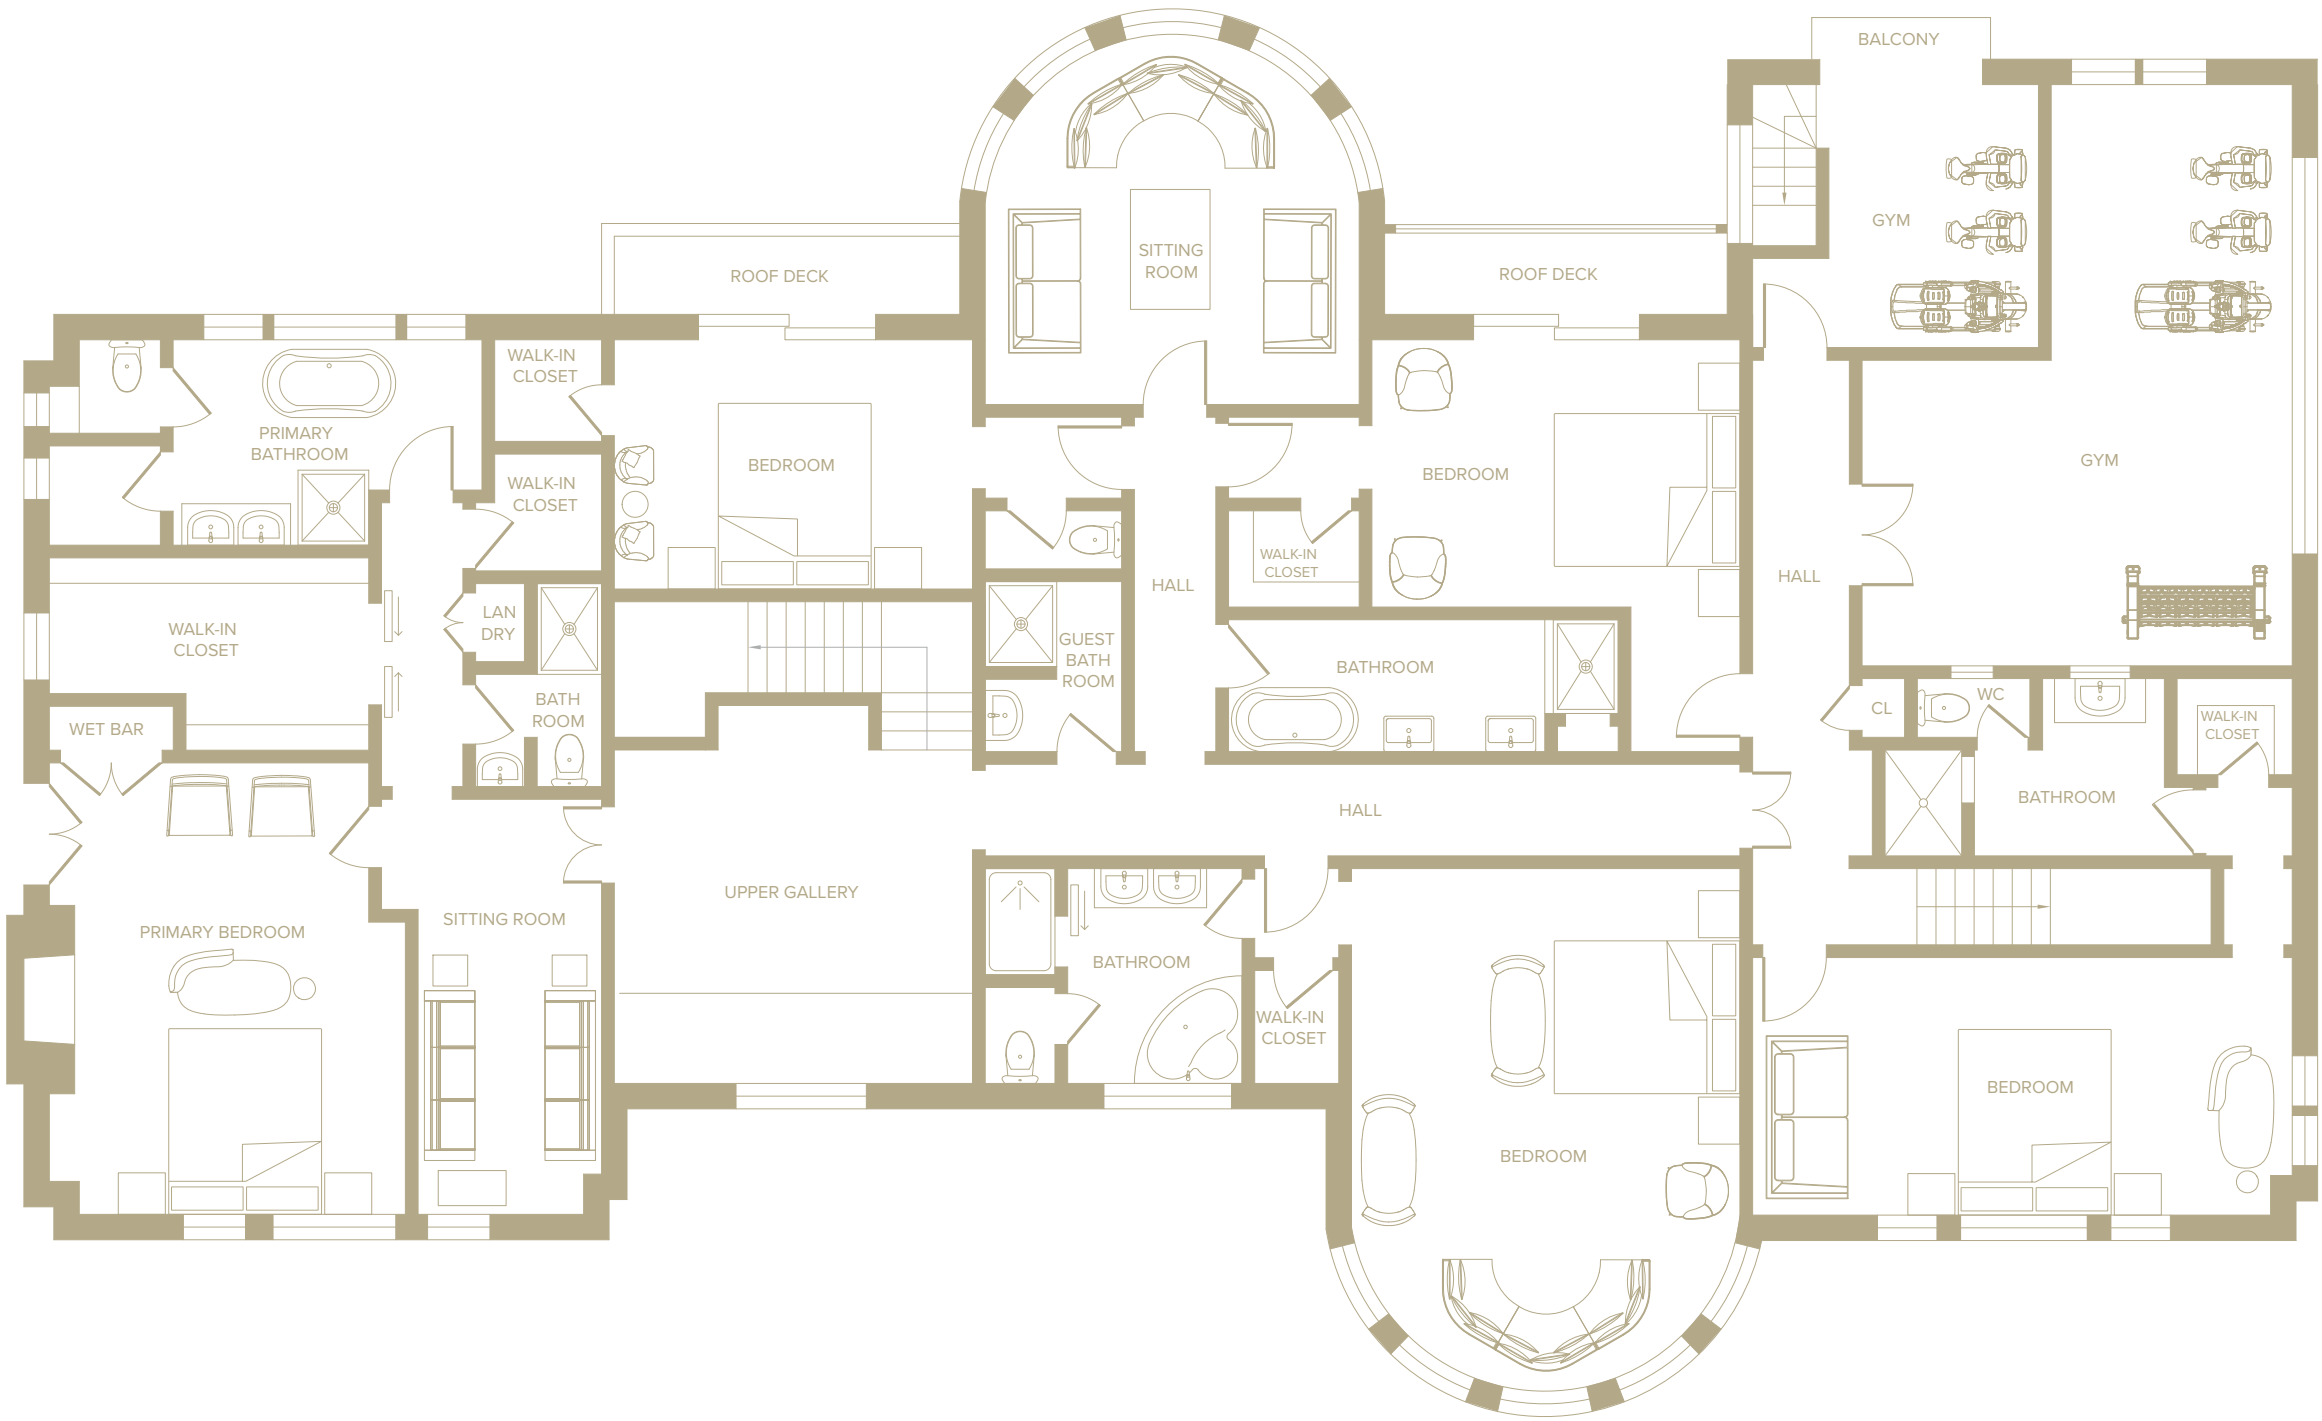 BALCONY
GYM
SITTING
ROOM
ROOF DECK
ROOF DECK
WALK-IN
CLOSET
PRIMARY
BATHROOM
BEDROOM
BEDROOM
GYM
WALK-IN
CLOSET
WALK-IN
CLOSET
HALL
HALL
LAN
DRY
WALK-IN
CLOSET
GUEST
BATH
ROOM
BATHROOM
BATH
ROOM
WET BAR
CL
WC
WALK-IN
CLOSET
BATHROOM
HALL
UPPER GALLERY
SITTING ROOM
PRIMARY BEDROOM
BATHROOM
WALK-IN
CLOSET
BEDROOM
BEDROOM